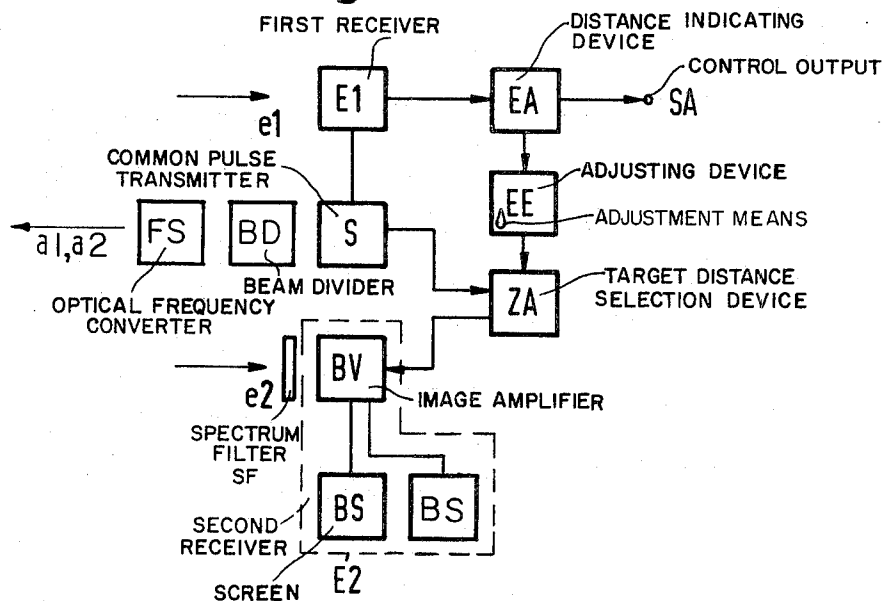 FIRST RECEIVER
DISTANCE INDICATING
DEVICE
CONTROL OUTPUT
e1
E1
EA
SA
COMMON PULSE
TRANSMITTER
EE
ADJUSTING DEVICE
ADJUSTMENT MEANS
a1,a2
FS
BD
S
BEAM DIVIDER
OPTICAL FREQUENCY
CONVERTER
ZA
TARGET DISTANCE
SELECTION DEVICE
e2
BV
IMAGE AMPLIFIER
SPECTRUM
FILTER
SF
BS
BS
SECOND
RECEIVER
E2
SCREEN